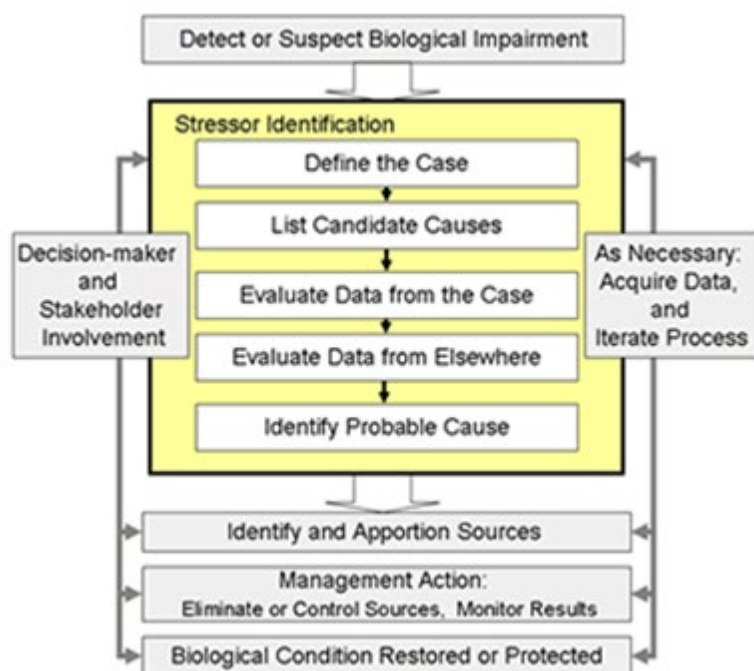 Detect or Suspect Biological Impairment
Stressor Identification
Define the Case
List Candidate Causes
Evaluate Data from the Case
Evaluate Data from Elsewhere
Identify Probable Cause
Decision-maker
and
Stakeholder
Involvement
As Necessary:
Acquire Data,
and
Iterate Process
Identify and Apportion Sources
Management Action:
Eliminate or Control Sources, Monitor Results
Biological Condition Restored or Protected